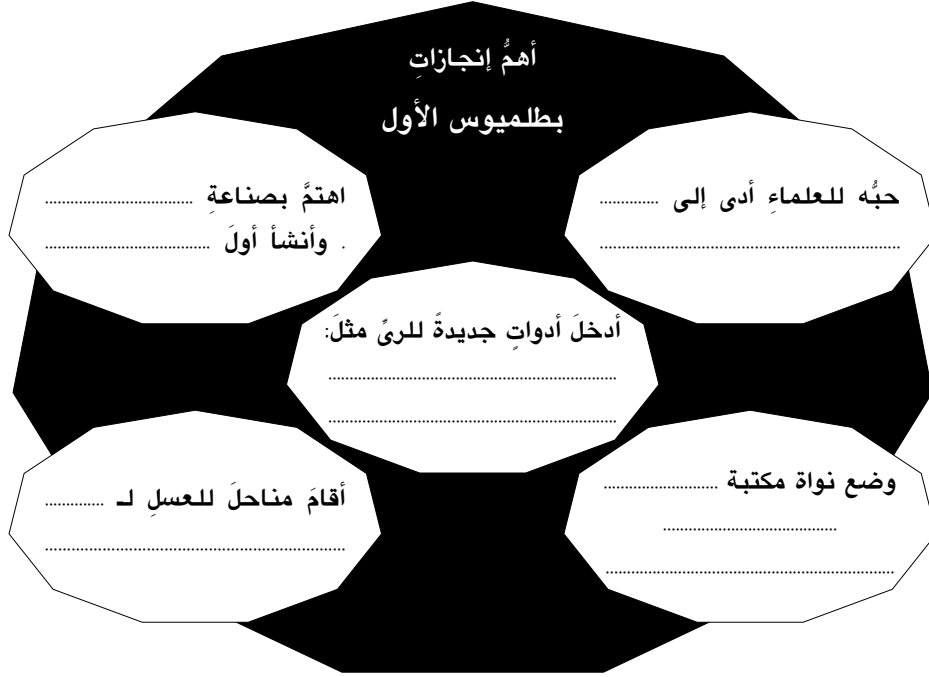 أهمُّ إنجازاتِ
بطلميوس الأول
حبُّه للعلماءِ أدى إلى ............
............................................................
اهتمَّ بصناعةِ ..............................
. وأنشأ أولَ ..................................
أدخلَ أدواتٍ جديدةً للرىِّ مثلَ:
............................................................
............................................................
وضع نواة مكتبة ........................
....................................
............................................................
أقامَ مناحلَ للعسلِ لـ ............
............................................................